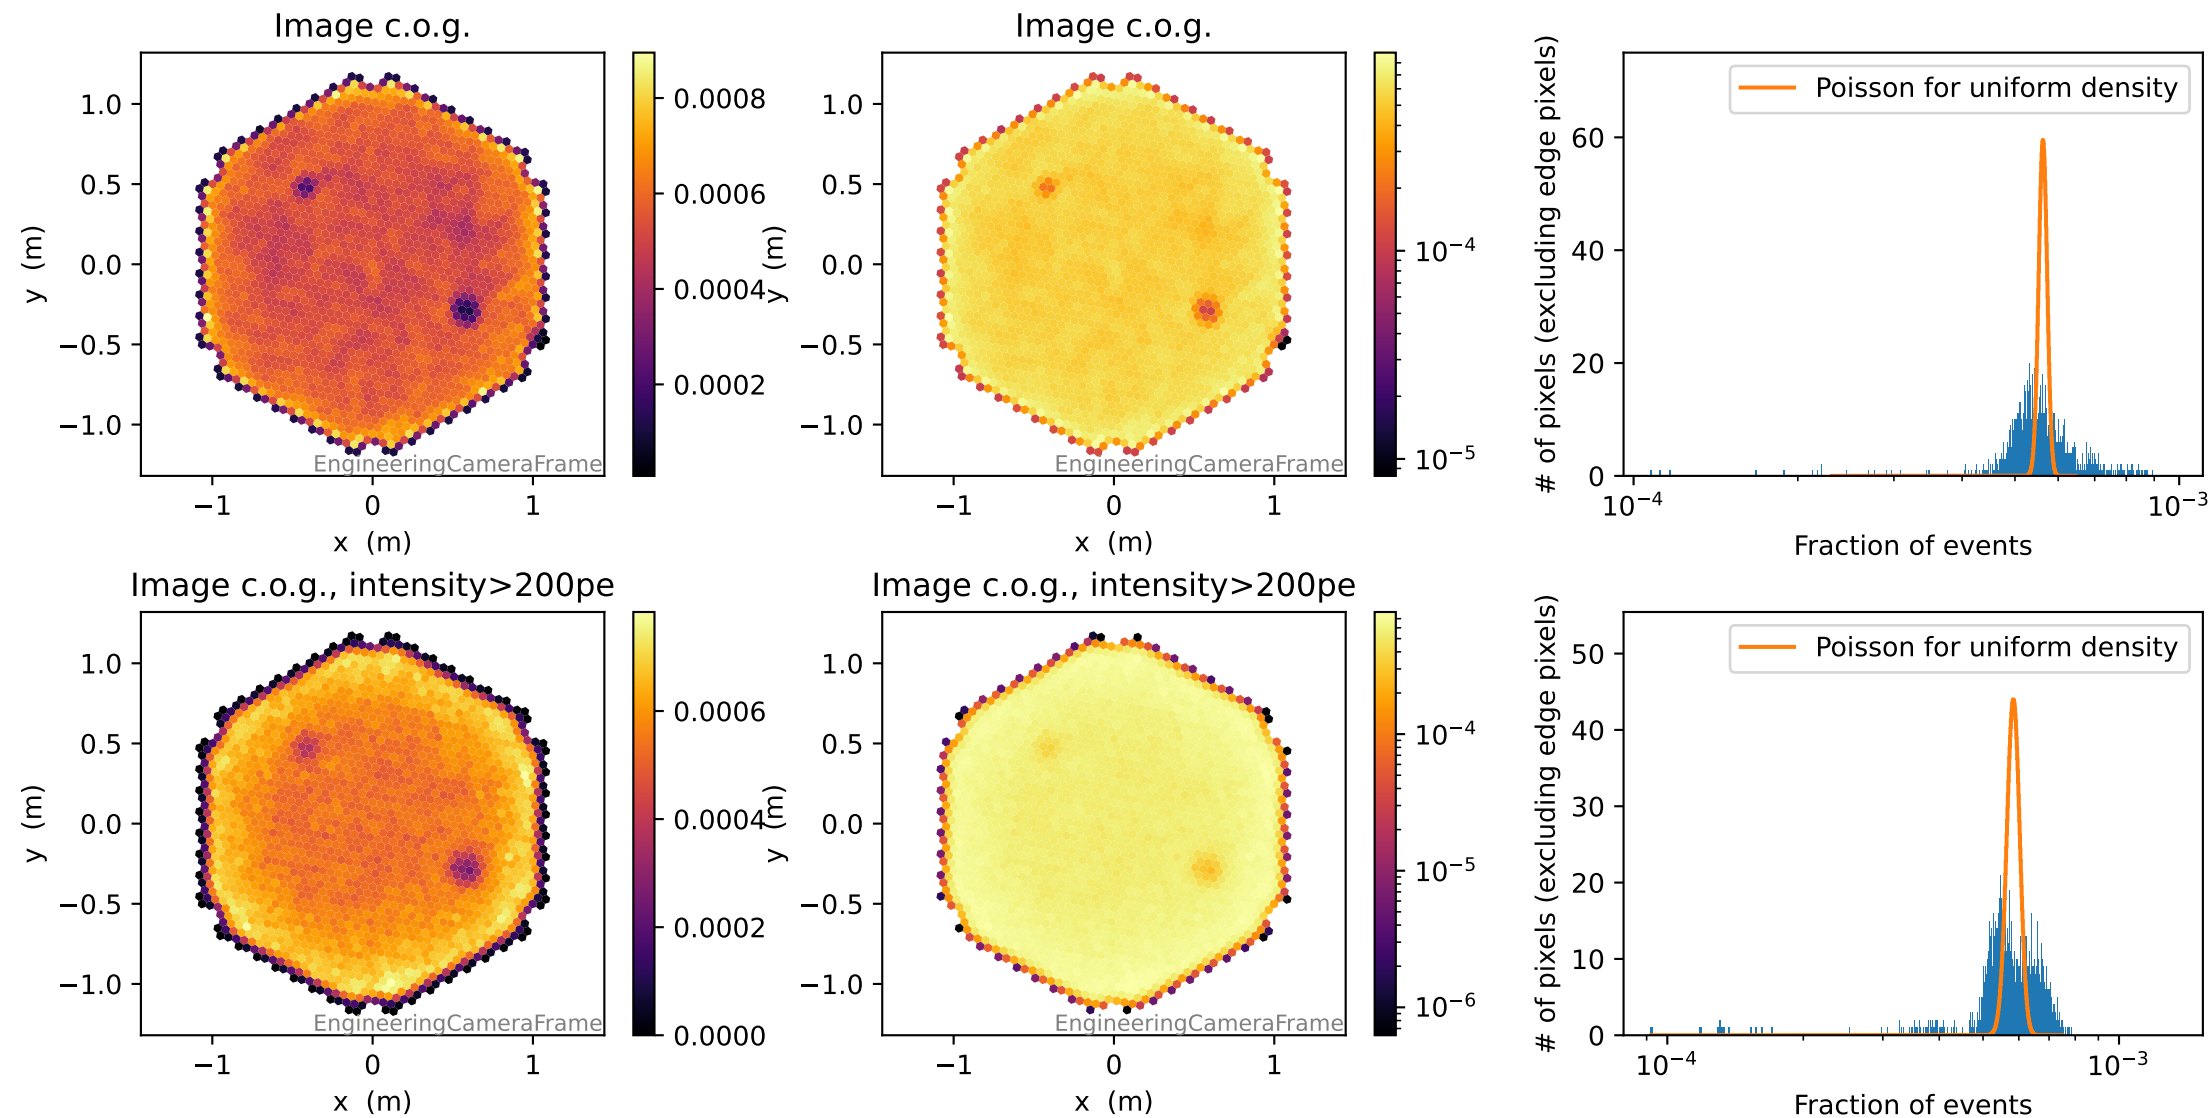 Image c.o.g.
1.0
0.5
0.0
−0.5
−1.0
y (m)
−1
0
1
x (m)
EngineeringCameraFrame
0.0008
0.0006
0.0004
0.0002
Image c.o.g.
1.0
0.5
0.0
−0.5
−1.0
y (m)
−1
0
1
x (m)
EngineeringCameraFrame
10⁻⁴
10⁻⁵
# of pixels (excluding edge pixels)
60
40
20
0
Poisson for uniform density
10⁻⁴
10⁻³
Fraction of events
Image c.o.g., intensity>200pe
1.0
0.5
0.0
−0.5
−1.0
y (m)
−1
0
1
x (m)
EngineeringCameraFrame
0.0006
0.0004
0.0002
0.0000
Image c.o.g., intensity>200pe
1.0
0.5
0.0
−0.5
−1.0
y (m)
−1
0
1
x (m)
EngineeringCameraFrame
10⁻⁴
10⁻⁵
10⁻⁶
# of pixels (excluding edge pixels)
50
40
30
20
10
0
Poisson for uniform density
10⁻⁴
10⁻³
Fraction of events